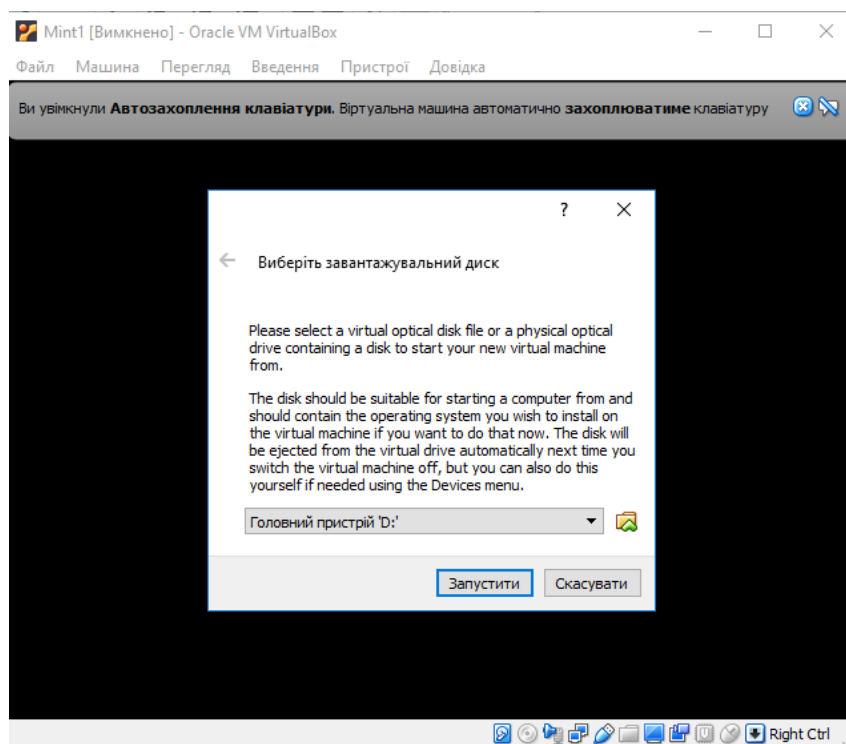 Mint1 [Вимкнено] - Oracle VM VirtualBox
Файл Машина Перегляд Введення Пристрої Довідка
Ви увімкнули Автозахоплення клавіатури. Віртуальна машина автоматично захоплюватиме клавіатуру
?
Виберіть завантажувальний диск
Please select a virtual optical disk file or a physical optical
drive containing a disk to start your new virtual machine
from.
The disk should be suitable for starting a computer from and
should contain the operating system you wish to install on
the virtual machine if you want to do that now. The disk will
be ejected from the virtual drive automatically next time you
switch the virtual machine off, but you can also do this
yourself if needed using the Devices menu.
Головний пристрій 'D:'
Запустити Скасувати
Right Ctrl